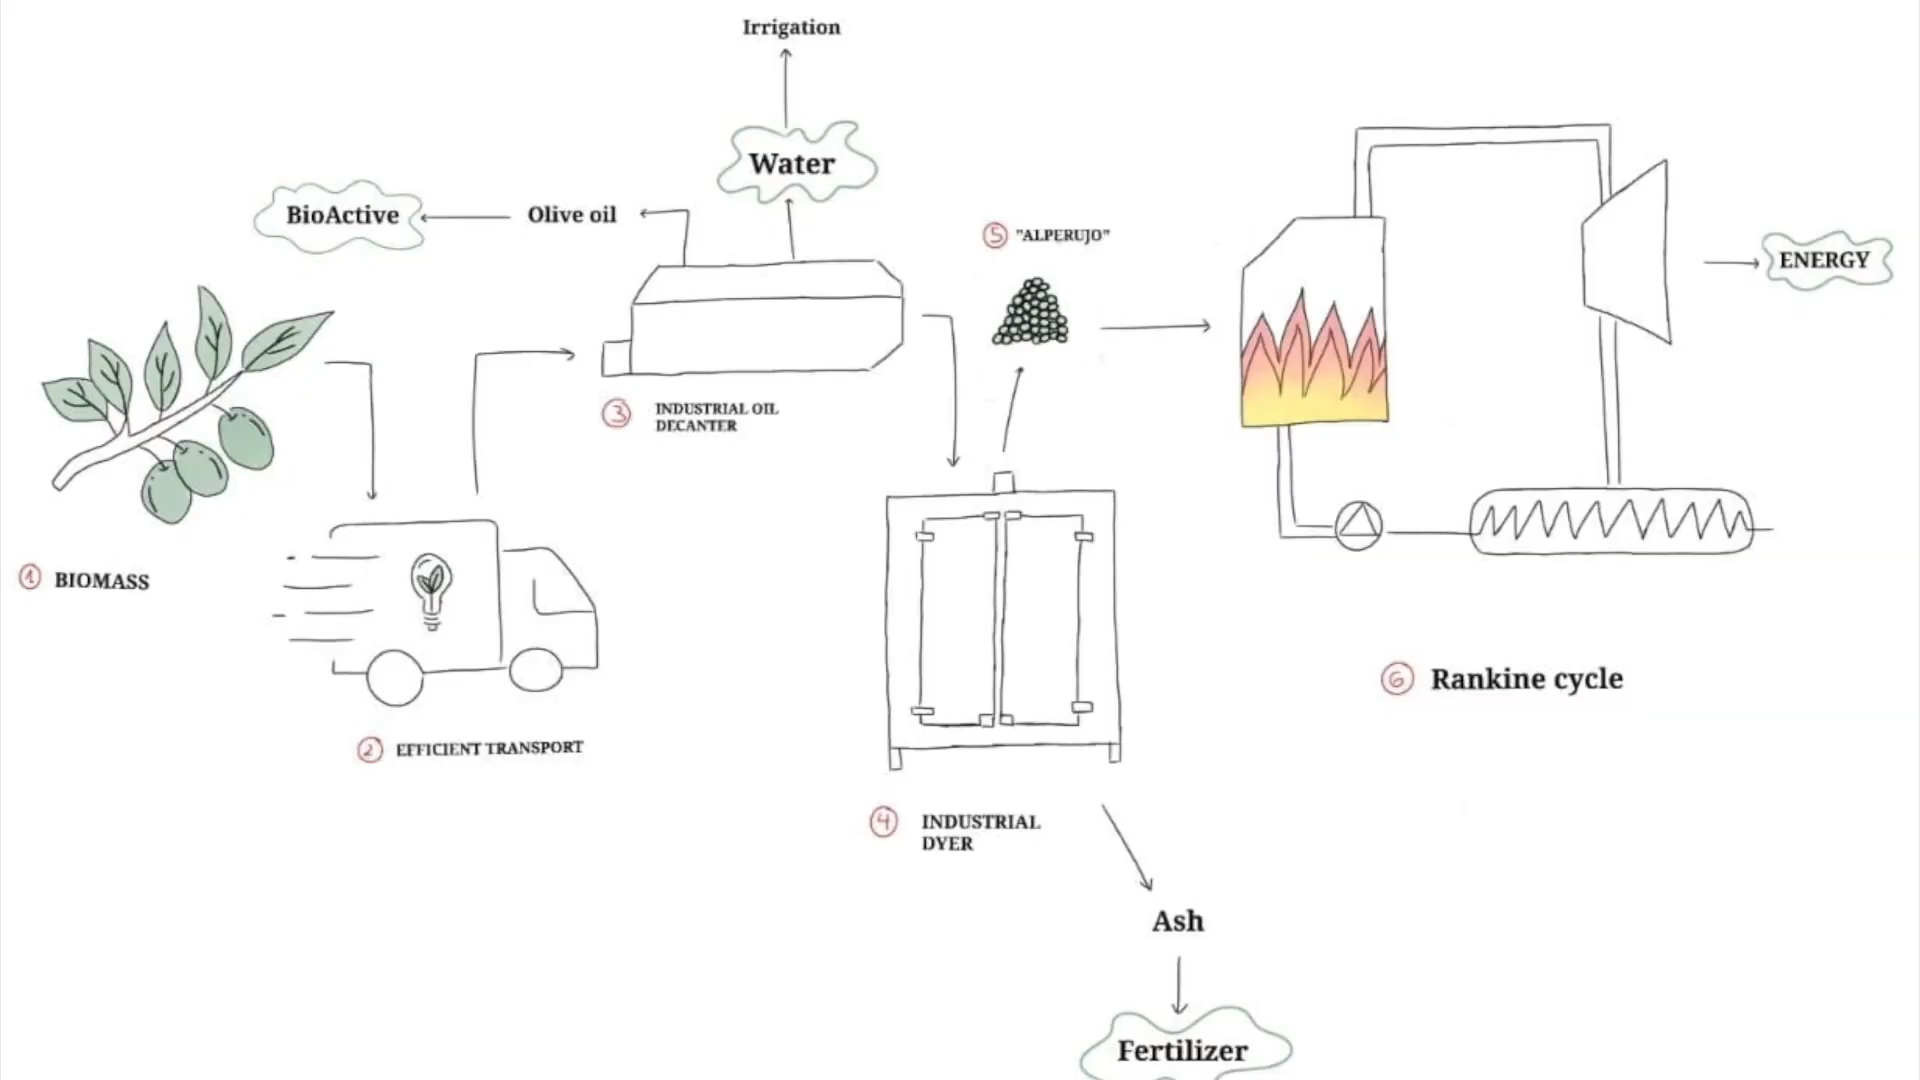 Irrigation
Water
BioActive
Olive oil
⑤ "ALPERUJO"
ENERGY
③ INDUSTRIAL OIL
DECANTER
① BIOMASS
⑥ Rankine cycle
② EFFICIENT TRANSPORT
④ INDUSTRIAL
DYER
Ash
Fertilizer